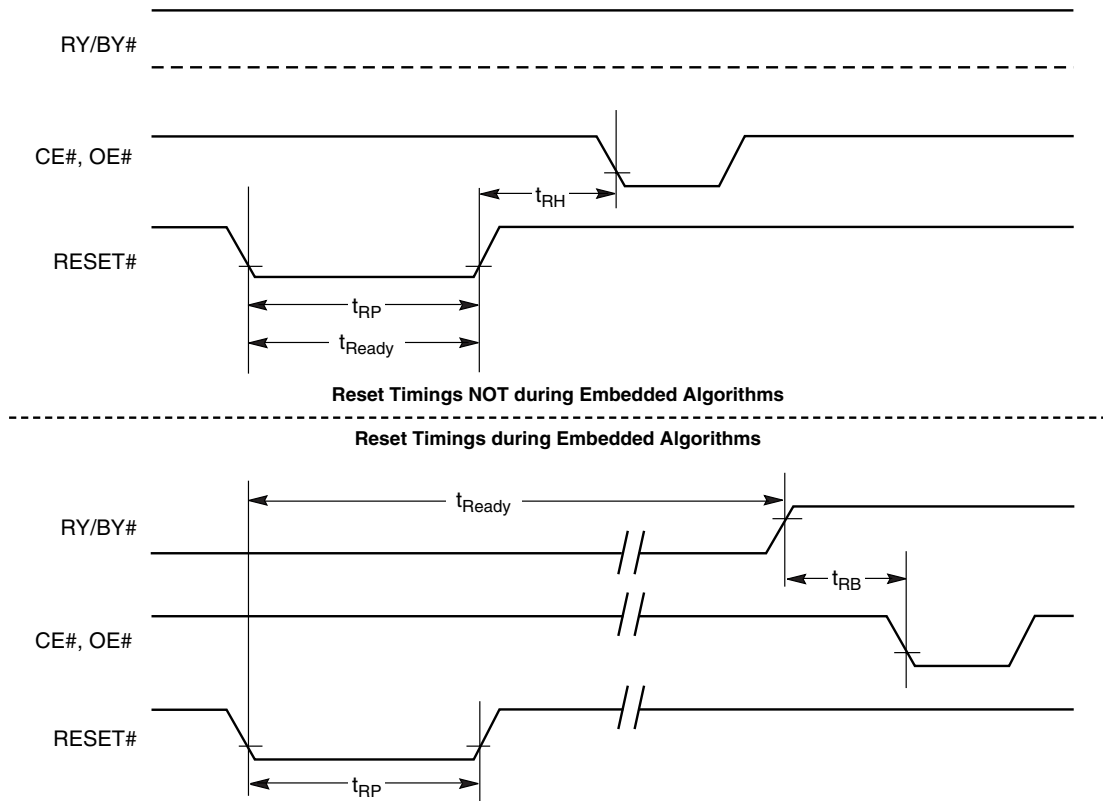 RY/BY#
CE#, OE#
tRH
RESET#
tRP
tReady
Reset Timings NOT during Embedded Algorithms
Reset Timings during Embedded Algorithms
tReady
RY/BY#
tRB
CE#, OE#
RESET#
tRP